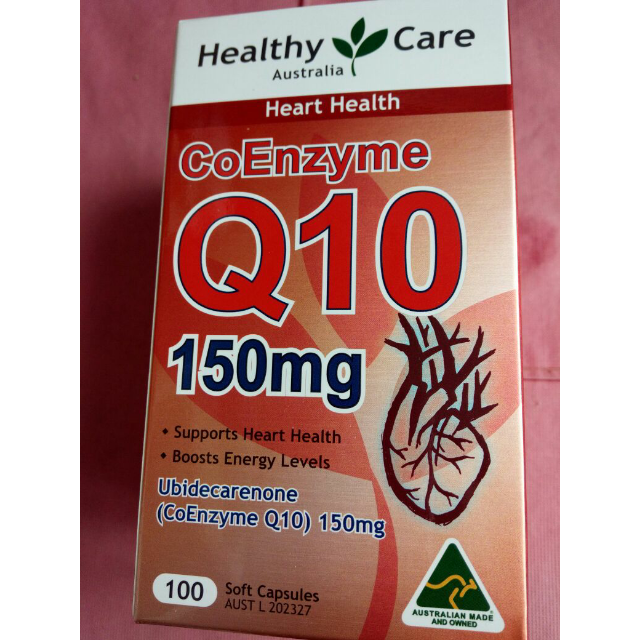 Healthy Care
Australia
Heart Health
CoEnzyme
Q10
150mg
• Supports Heart Health
• Boosts Energy Levels
Ubidecarenone
(CoEnzyme Q10) 150mg
100 Soft Capsules
AUST L 202327
AUSTRALIAN MADE
AND OWNED